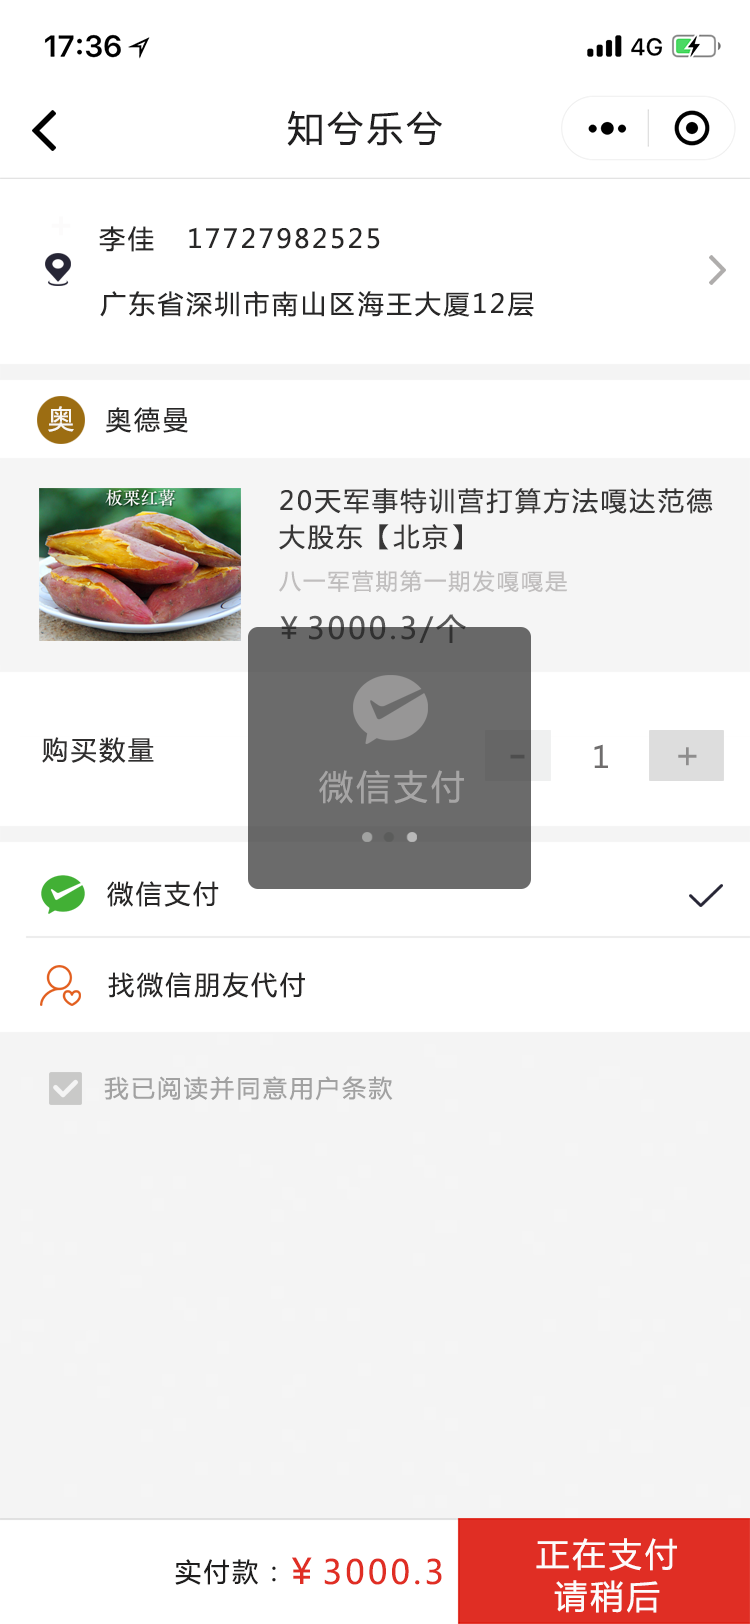 17:36
4G
知兮乐兮
李佳 17727982525
广东省深圳市南山区海王大厦12层
奥 奥德曼
板栗红薯
20天军事特训营打算方法嘎达范德
大股东【北京】
八一军营期第一期发嘎嘎是
¥3000.3/个
购买数量
- 1 +
微信支付
微信支付
找微信朋友代付
我已阅读并同意用户条款
实付款：¥3000.3
正在支付
请稍后